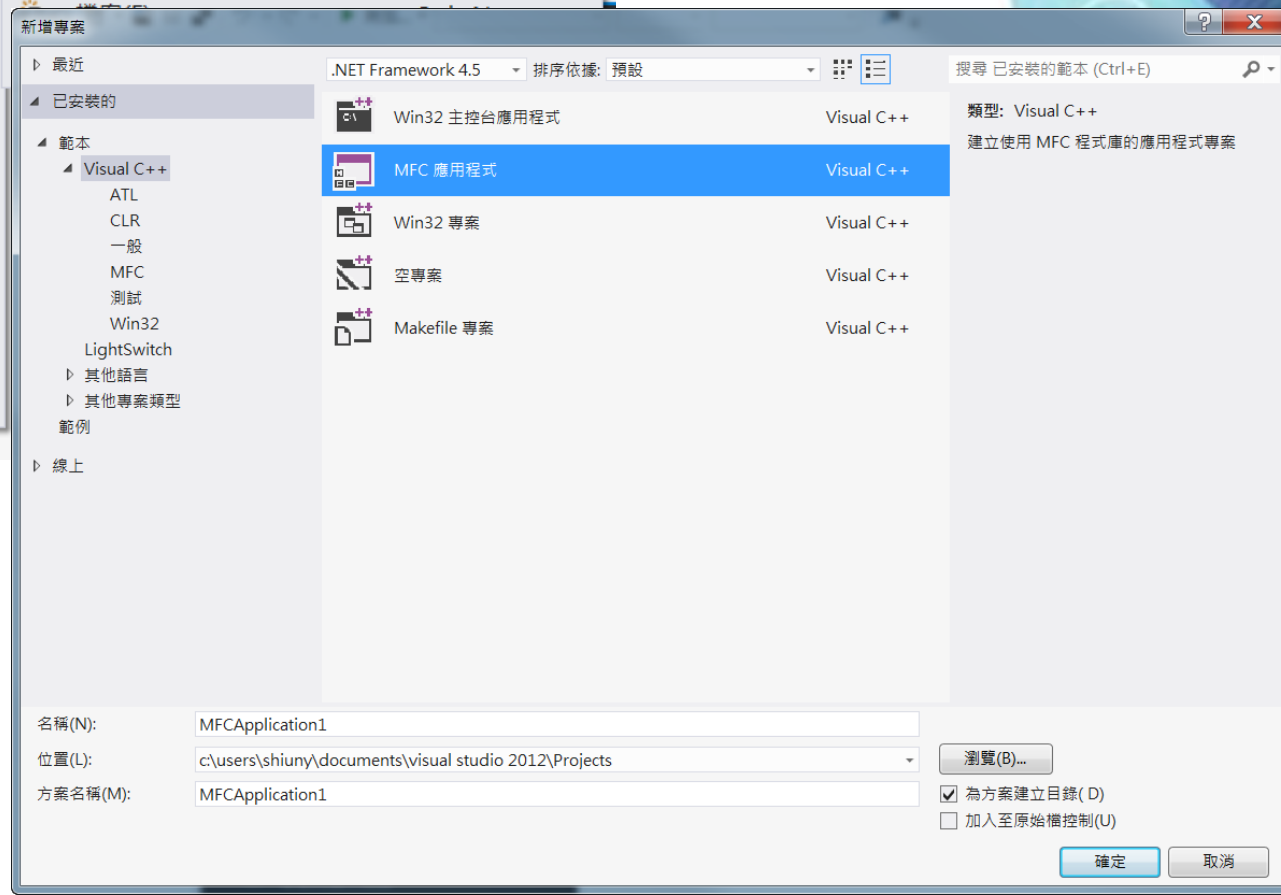 新增專案
最近
已安裝的
範本
Visual C++
ATL
CLR
一般
MFC
測試
Win32
LightSwitch
其他語言
其他專案類型
範例
線上
.NET Framework 4.5 排序依據: 預設
Win32 主控台應用程式 Visual C++
MFC 應用程式 Visual C++
Win32 專案 Visual C++
空專案 Visual C++
Makefile 專案 Visual C++
搜尋 已安裝的範本 (Ctrl+E)
類型: Visual C++
建立使用 MFC 程式庫的應用程式專案
名稱(N): MFCApplication1
位置(L): c:\users\shiuny\documents\visual studio 2012\Projects 瀏覽(B)...
方案名稱(M): MFCApplication1 為方案建立目錄( D)
加入至原始檔控制(U)
確定 取消